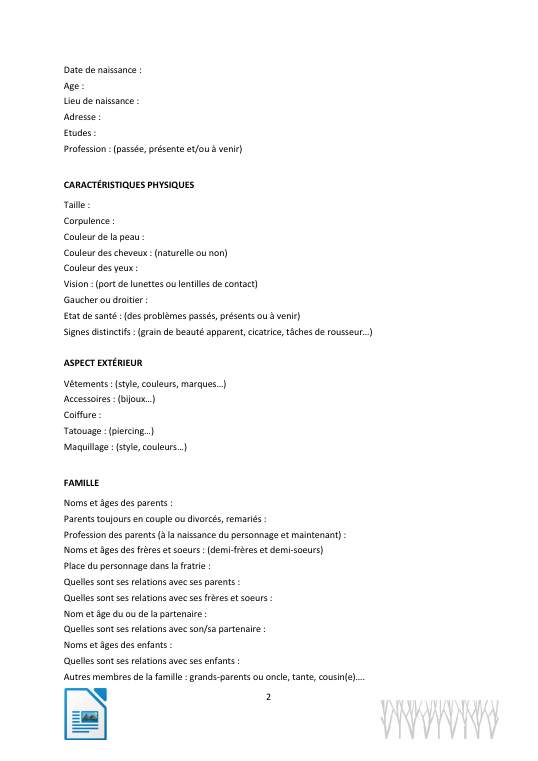 Date de naissance :
Age :
Lieu de naissance :
Adresse :
Etudes :
Profession : (passée, présente et/ou à venir)
CARACTÉRISTIQUES PHYSIQUES
Taille :
Corpulence :
Couleur de la peau :
Couleur des cheveux : (naturelle ou non)
Couleur des yeux :
Vision : (port de lunettes ou lentilles de contact)
Gaucher ou droitier :
Etat de santé : (des problèmes passés, présents ou à venir)
Signes distinctifs : (grain de beauté apparent, cicatrice, tâches de rousseur…)
ASPECT EXTÉRIEUR
Vêtements : (style, couleurs, marques…)
Accessoires : (bijoux…)
Coiffure :
Tatouage : (piercing…)
Maquillage : (style, couleurs…)
FAMILLE
Noms et âges des parents :
Parents toujours en couple ou divorcés, remariés :
Profession des parents (à la naissance du personnage et maintenant) :
Noms et âges des frères et soeurs : (demi-frères et demi-soeurs)
Place du personnage dans la fratrie :
Quelles sont ses relations avec ses parents :
Quelles sont ses relations avec ses frères et soeurs :
Nom et âge du ou de la partenaire :
Quelles sont ses relations avec son/sa partenaire :
Noms et âges des enfants :
Quelles sont ses relations avec ses enfants :
Autres membres de la famille : grands-parents ou oncle, tante, cousin(e)….
2